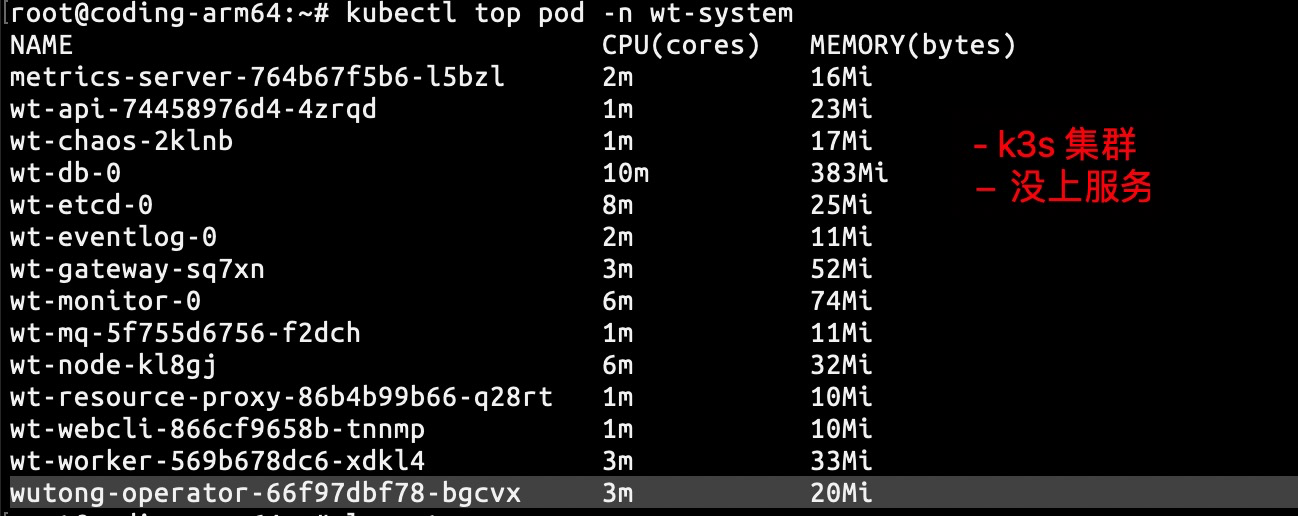 [root@coding-arm64:~# kubectl top pod -n wt-system
NAME CPU(cores) MEMORY(bytes)
metrics-server-764b67f5b6-l5bzl 2m 16Mi
wt-api-74458976d4-4zrqd 1m 23Mi
wt-chaos-2klnb 1m 17Mi
- k3s 集群
wt-db-0 10m 383Mi
– 没上服务
wt-etcd-0 8m 25Mi
wt-eventlog-0 2m 11Mi
wt-gateway-sq7xn 3m 52Mi
wt-monitor-0 6m 74Mi
wt-mq-5f755d6756-f2dch 1m 11Mi
wt-node-kl8gj 6m 32Mi
wt-resource-proxy-86b4b99b66-q28rt 1m 10Mi
wt-webcli-866cf9658b-tnnmp 1m 10Mi
wt-worker-569b678dc6-xdkl4 3m 33Mi
wutong-operator-66f97dbf78-bgcvx 3m 20Mi